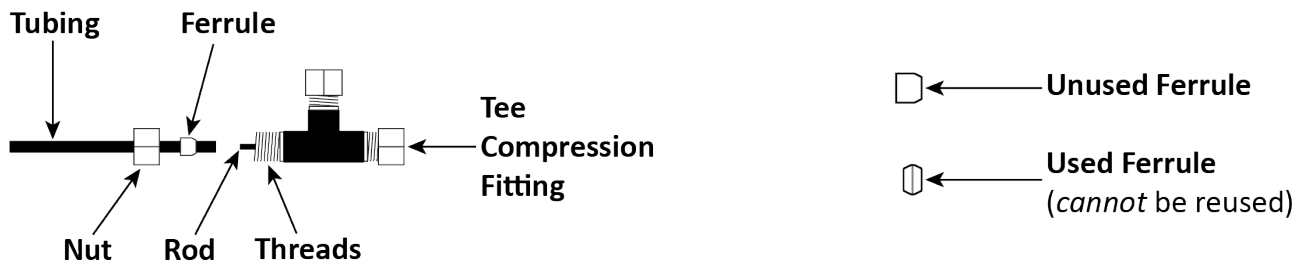 Tubing
Ferrule
Tee
Compression
Fitting
Nut
Rod
Threads
Unused Ferrule
Used Ferrule
(cannot be reused)